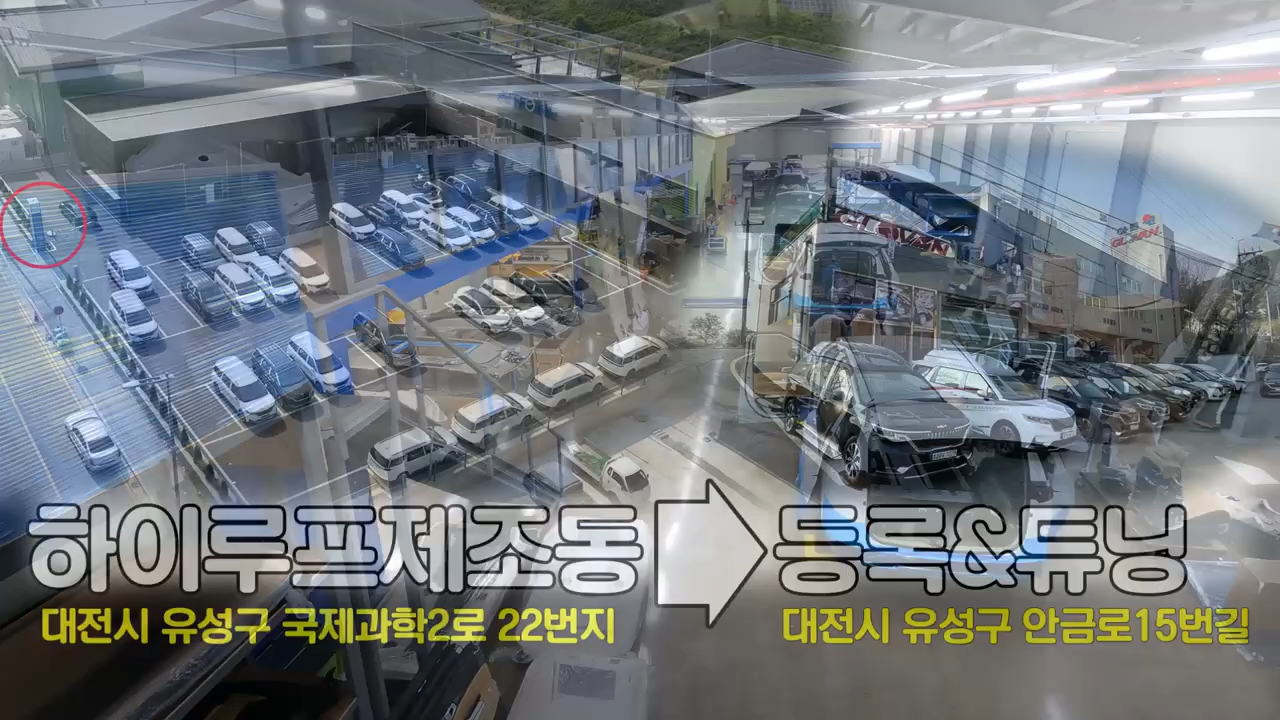 하이루프제조동
대전시 유성구 국제과학2로 22번지
등록&튜닝
대전시 유성구 안금로15번길